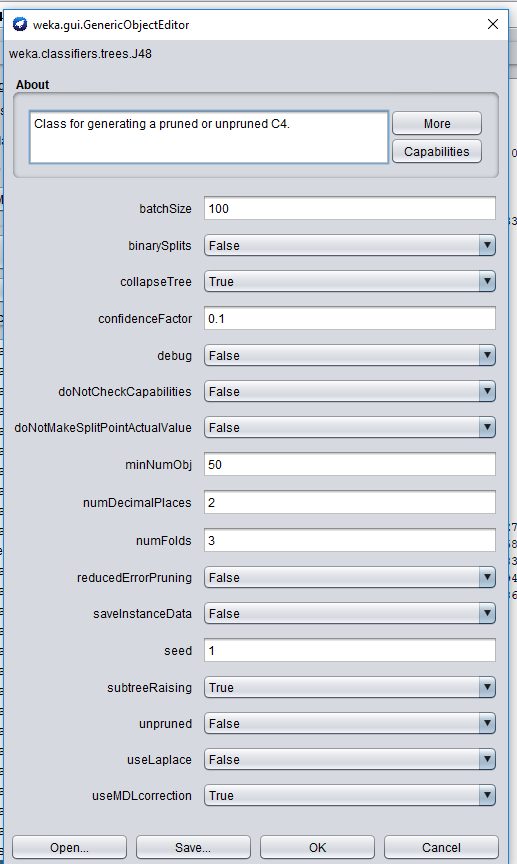 weka.gui.GenericObjectEditor
weka.classifiers.trees.J48
About
Class for generating a pruned or unpruned C4.
More
Capabilities
batchSize 100
binarySplits False
collapseTree True
confidenceFactor 0.1
debug False
doNotCheckCapabilities False
doNotMakeSplitPointActualValue False
minNumObj 50
numDecimalPlaces 2
numFolds 3
reducedErrorPruning False
saveInstanceData False
seed 1
subtreeRaising True
unpruned False
useLaplace False
useMDLcorrection True
Open... Save... OK Cancel